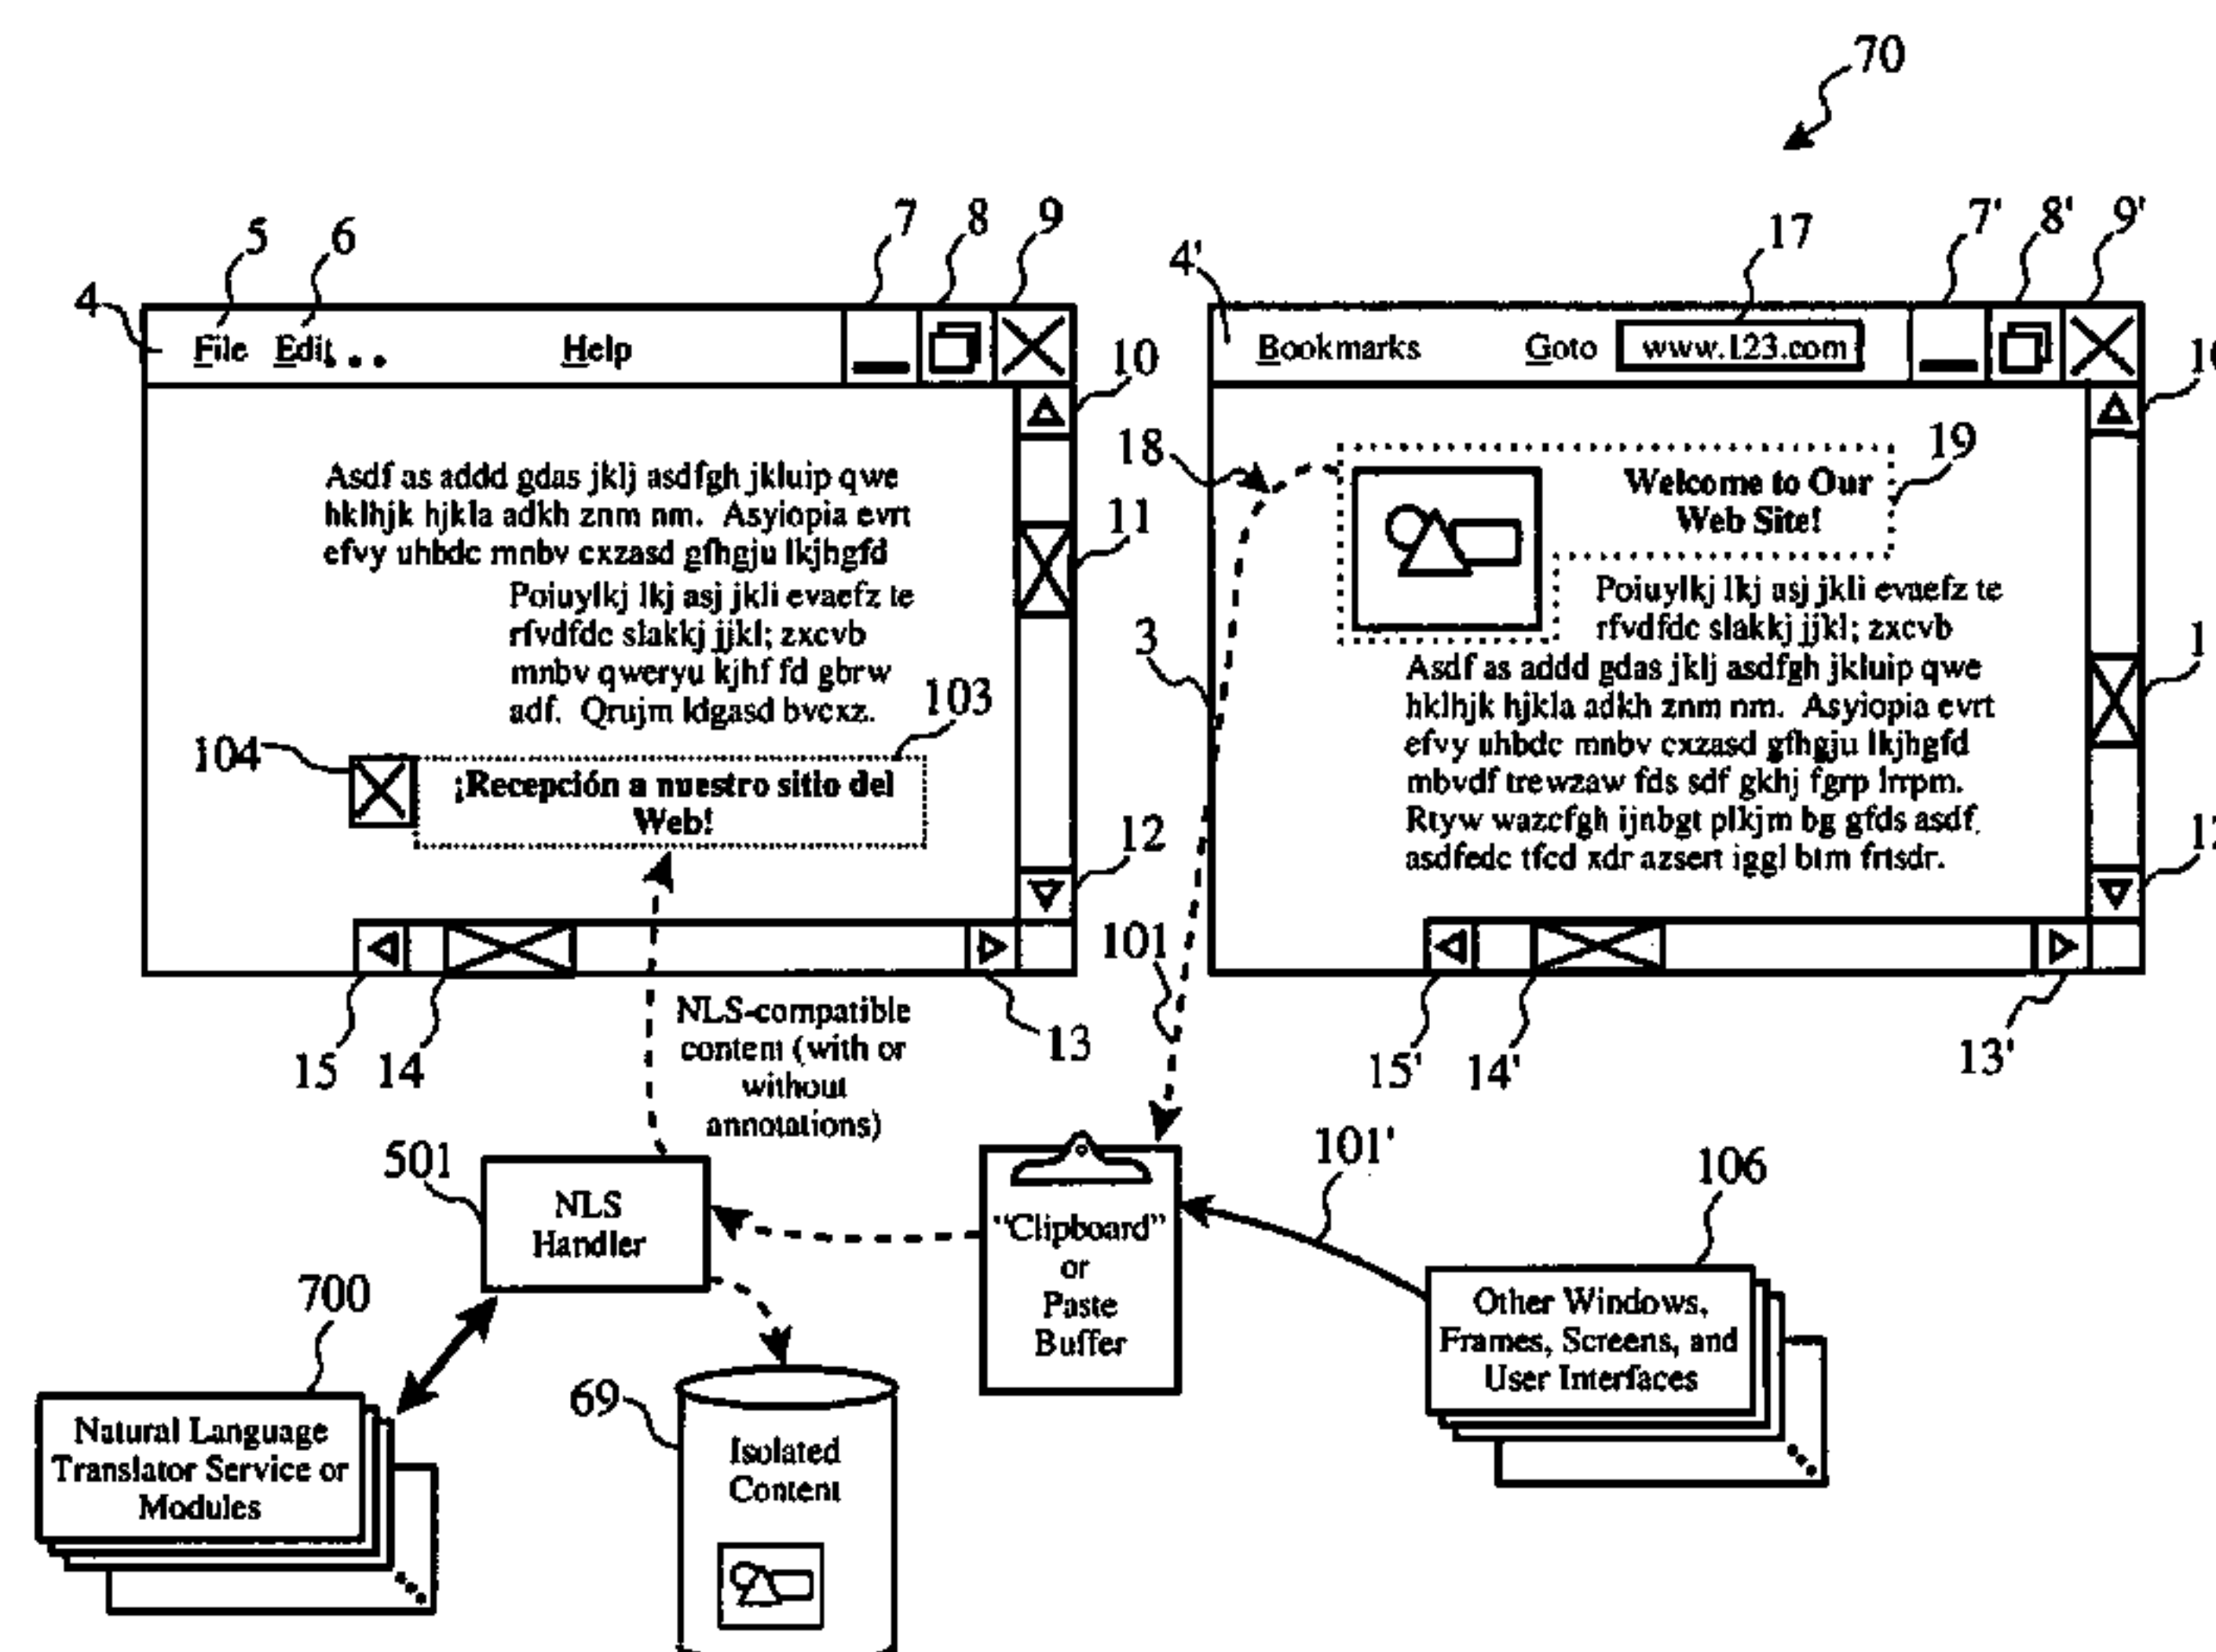 70
5 6 7 8 9
4
File Edit... Help
10
Asdf as addd gdas jklj asdfgh jkluip qwe
hklhjk hjkla adkh znm nm. Asyiopia evrt
efvy uhbdc mnbv cxzasd gfhgju lkjhgfd
11
Poiuylkj lkj asj jkli evaefz te
rfvdfdc slakkj jjkl; zxcvb
mnbv qweryu kjhf fd gbrw
adf. Qrujm ldgasd bvcxz.
103
104
¡Recepción a nuestro sitio del
Web!
12
15 14 13
4' 17 7' 8' 9'
Bookmarks Goto www.123.com
18 19
Welcome to Our
Web Site!
Poiuylkj lkj asj jkli evaefz te
rfvdfdc slakkj jjkl; zxcvb
3
Asdf as addd gdas jklj asdfgh jkluip qwe
hklhjk hjkla adkh znm nm. Asyiopia evrt
efvy uhbdc mnbv cxzasd gfhgju lkjhgfd
mbvdf trewzaw fds sdf gkhj fgrp lrrpm.
Rtyw wazcfgh ijnbgt plkjm bg gfds asdf,
asdfedc tfcd xdr azsert iggl btm frtsdr.
101
15' 14' 13'
NLS-compatible
content (with or
without
annotations)
501
NLS
Handler
"Clipboard"
or
Paste
Buffer
101'
106
Other Windows,
Frames, Screens, and
User Interfaces
700
Natural Language
Translator Service or
Modules
69
Isolated
Content